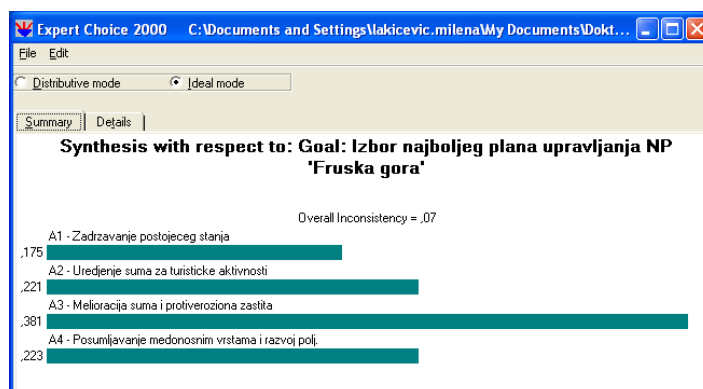 Expert Choice 2000 C:\Documents and Settings\lakicevic.milena\My Documents\Dokt...
File Edit
Distributive mode Ideal mode
Summary Details
Synthesis with respect to: Goal: Izbor najboljeg plana upravljanja NP
'Fruska gora'
Overall Inconsistency = ,07
A1 - Zadrzavanje postojeceg stanja
,175
A2 - Uredjenje suma za turisticke aktivnosti
,221
A3 - Melioracija suma i protiveroziona zastita
,381
A4 - Posumljavanje medonosnim vrstama i razvoj polj.
,223